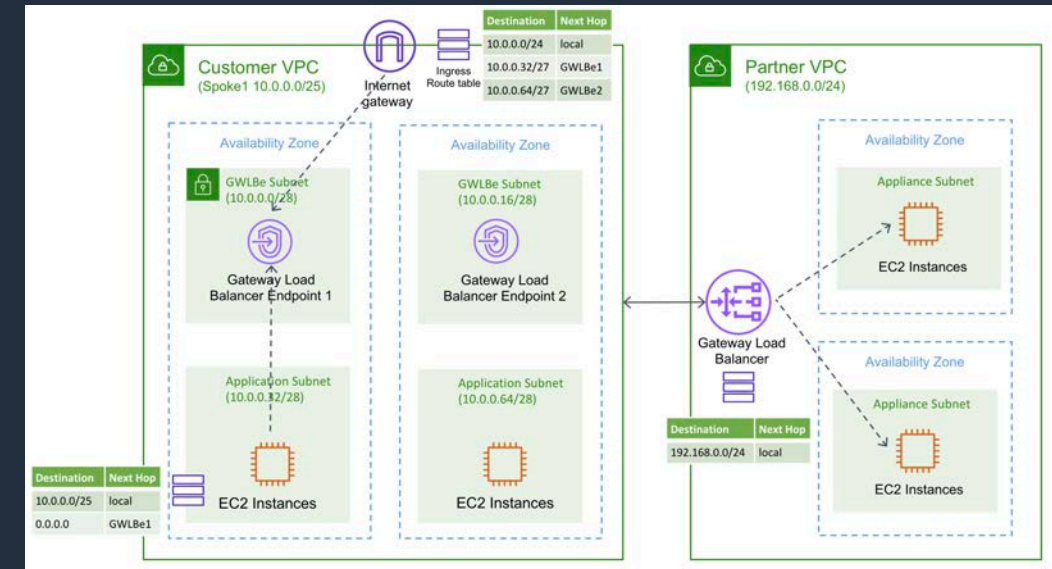 Destination Next Hop
10.0.0.0/24 local
10.0.0.32/27 GWLBe1
10.0.0.64/27 GWLBe2
Ingress
Route table
Internet
gateway
Customer VPC
(Spoke1 10.0.0.0/25)
Availability Zone
GWLBe Subnet
(10.0.0.0/28)
Gateway Load
Balancer Endpoint 1
Application Subnet
(10.0.0.32/28)
EC2 Instances
Destination Next Hop
10.0.0.0/25 local
0.0.0.0 GWLBe1
Availability Zone
GWLBe Subnet
(10.0.0.16/28)
Gateway Load
Balancer Endpoint 2
Application Subnet
(10.0.0.64/28)
EC2 Instances
Partner VPC
(192.168.0.0/24)
Gateway Load
Balancer
Destination Next Hop
192.168.0.0/24 local
Availability Zone
Appliance Subnet
EC2 Instances
Availability Zone
Appliance Subnet
EC2 Instances